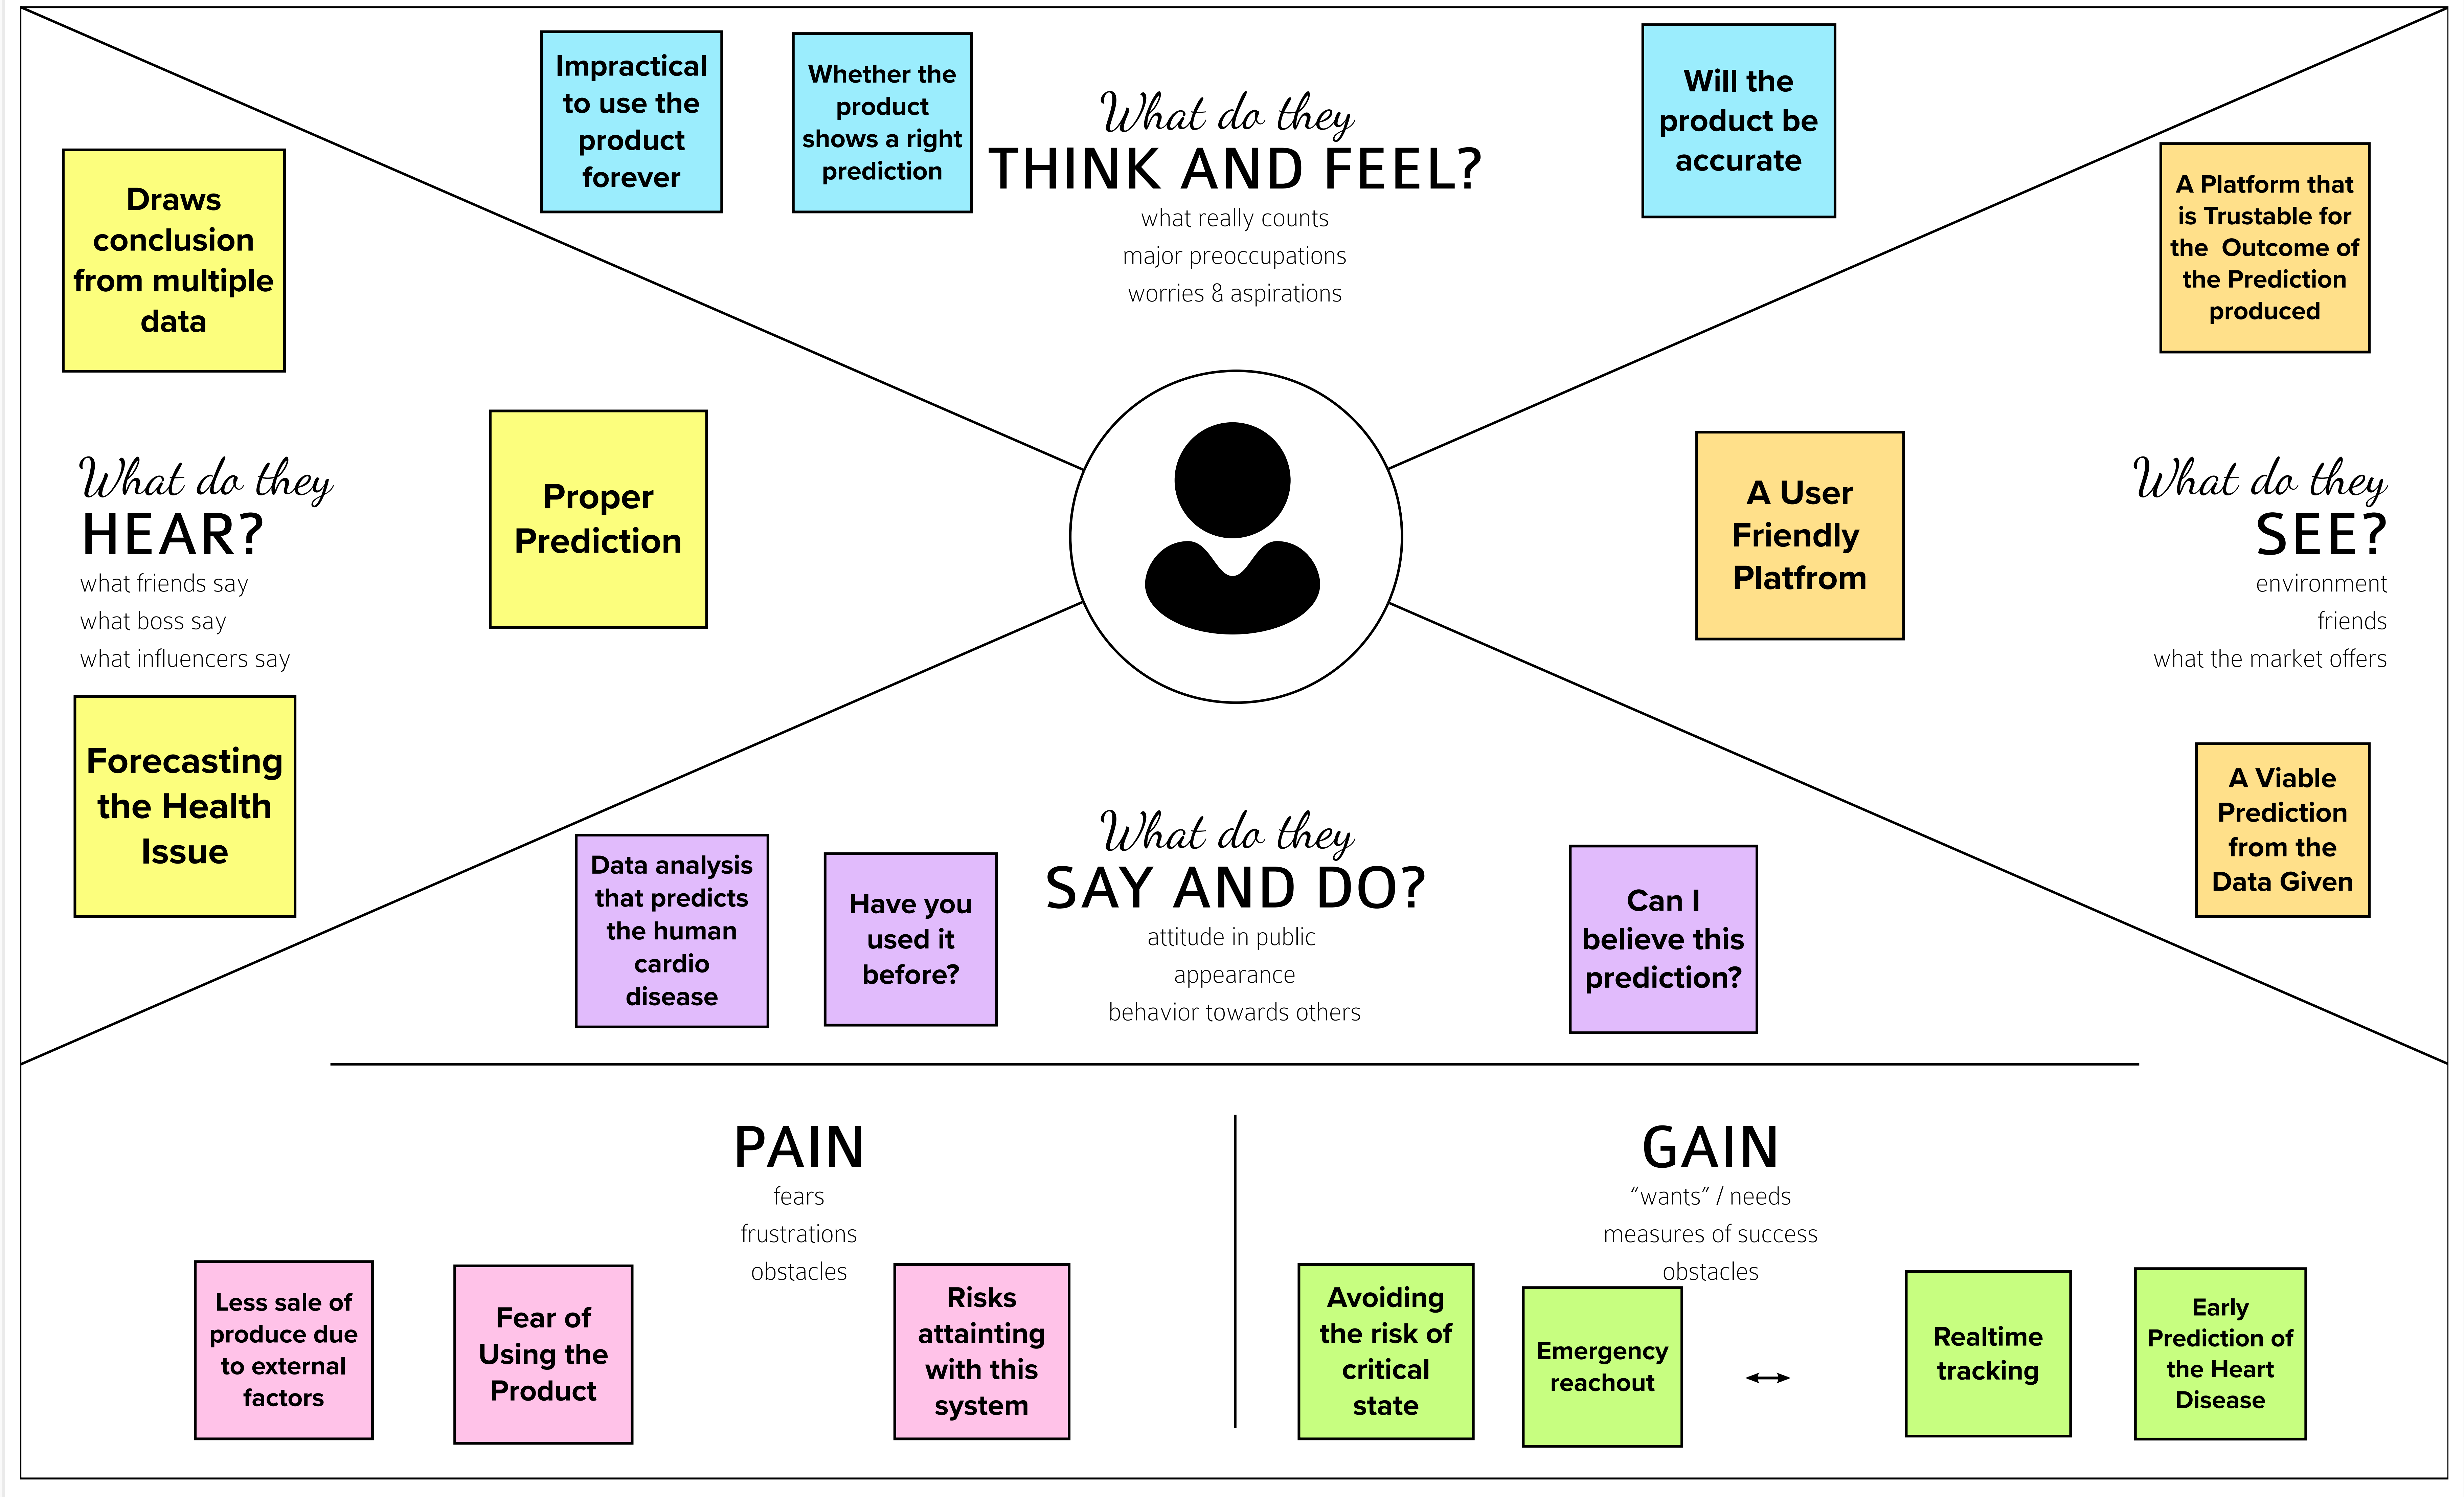 Impractical
to use the
product
forever
Whether the
product
shows a right
prediction
What do they
THINK AND FEEL?
what really counts
major preoccupations
worries & aspirations
Will the
product be
accurate
Draws
conclusion
from multiple
data
Proper
Prediction
What do they
HEAR?
what friends say
what boss say
what influencers say
Forecasting
the Health
Issue
A Platform that
is Trustable for
the Outcome of
the Prediction
produced
A User
Friendly
Platfrom
What do they
SEE?
environment
friends
what the market offers
A Viable
Prediction
from the
Data Given
Data analysis
that predicts
the human
cardio
disease
Have you
used it
before?
What do they
SAY AND DO?
attitude in public
appearance
behavior towards others
Can I
believe this
prediction?
PAIN
fears
frustrations
obstacles
Less sale of
produce due
to external
factors
Fear of
Using the
Product
Risks
attainting
with this
system
GAIN
“wants” / needs
measures of success
obstacles
Avoiding
the risk of
critical
state
Emergency
reachout
Realtime
tracking
Early
Prediction of
the Heart
Disease